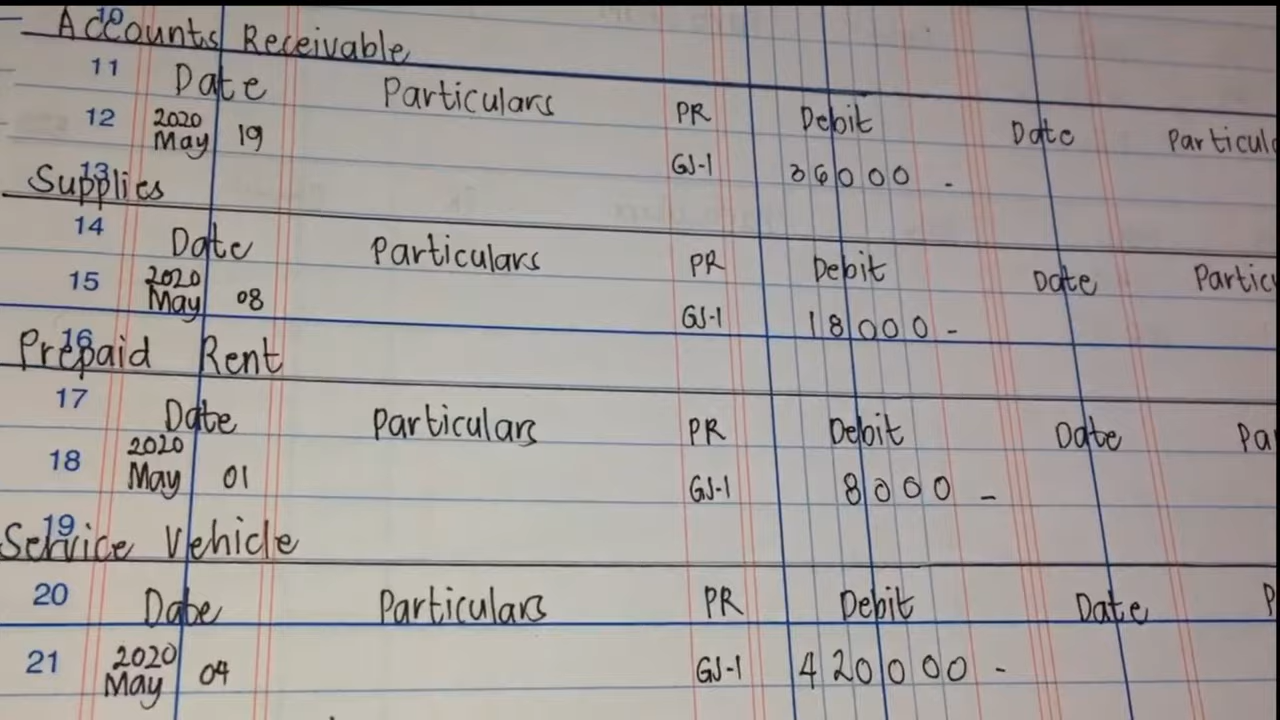 10
Accounts Receivable
11 Date Particulars PR Debit Date Particul
12 2020 May 19 GJ-1 36000 -
13
Supplies
14 Date Particulars PR Debit Date Partic
15 2020 May 08 GJ-1 18000 -
16
Prepaid Rent
17 Date Particulars PR Debit Date Pa
18 2020 May 01 GJ-1 8000 -
19
Service Vehicle
20 Date Particulars PR Debit Date P
21 2020 May 04 GJ-1 420000 -